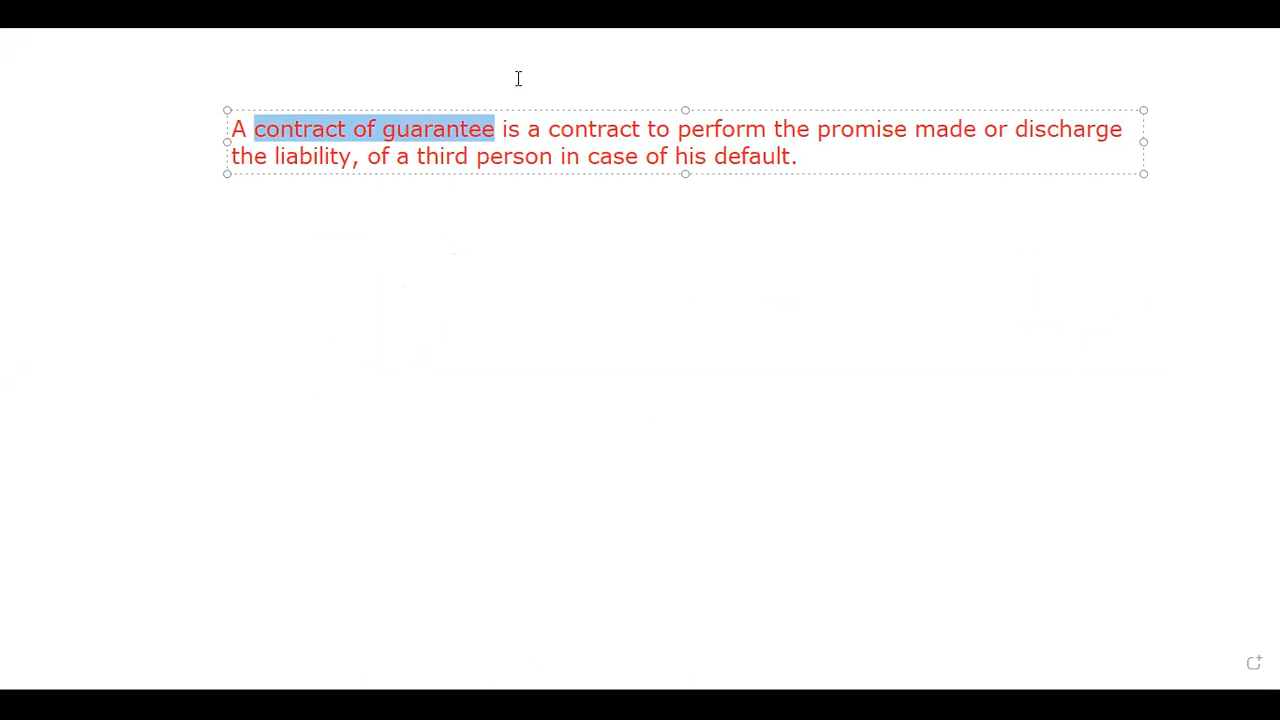 A contract of guarantee is a contract to perform the promise made or discharge
the liability, of a third person in case of his default.